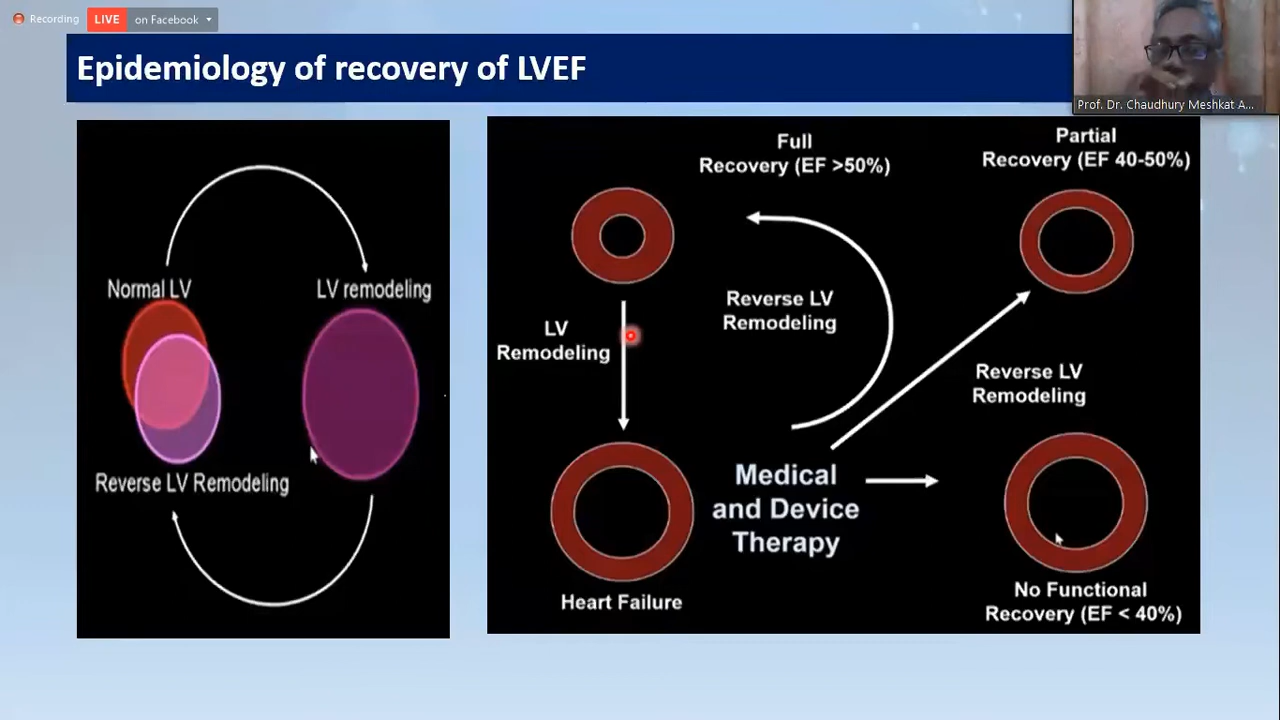 Recording
LIVE on Facebook
Epidemiology of recovery of LVEF
Prof. Dr. Chaudhury Meshkat A...
Normal LV
LV remodeling
Reverse LV Remodeling
Full
Recovery (EF >50%)
Partial
Recovery (EF 40-50%)
LV
Remodeling
Reverse LV
Remodeling
Reverse LV
Remodeling
Medical
and Device
Therapy
Heart Failure
No Functional
Recovery (EF < 40%)